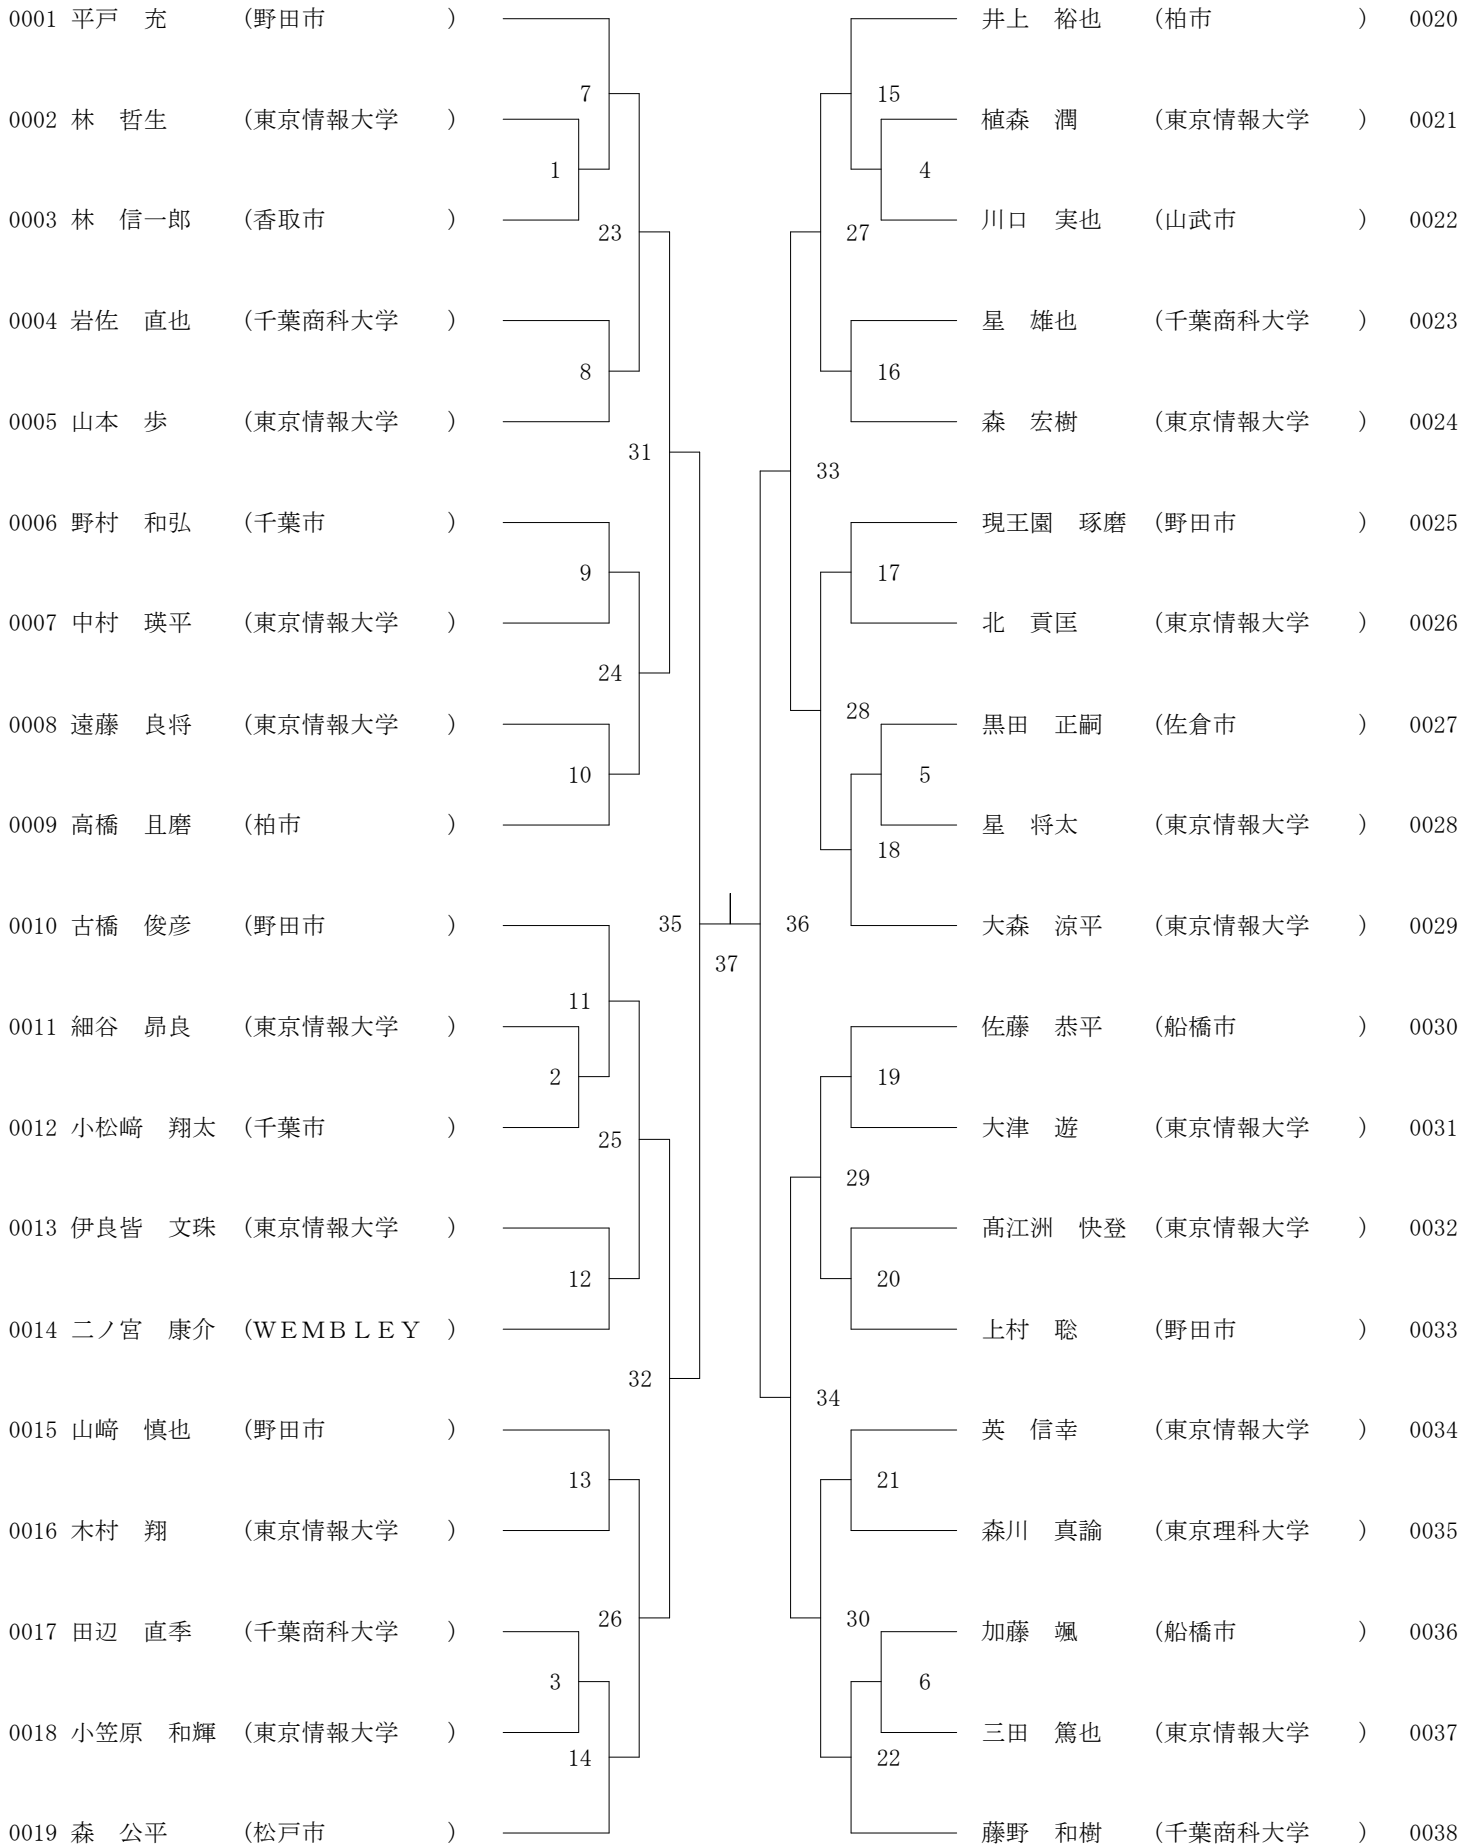 0001 平戸　充　（野田市　）
井上　裕也　（柏市　）　0020
7
15
0002 林　哲生　（東京情報大学　）
植森　潤　（東京情報大学　）　0021
1
4
0003 林　信一郎　（香取市　）
川口　実也　（山武市　）　0022
23
27
0004 岩佐　直也　（千葉商科大学　）
星　雄也　（千葉商科大学　）　0023
8
16
0005 山本　歩　（東京情報大学　）
森　宏樹　（東京情報大学　）　0024
31
33
0006 野村　和弘　（千葉市　）
現王園　琢磨　（野田市　）　0025
9
17
0007 中村　瑛平　（東京情報大学　）
北　貢匡　（東京情報大学　）　0026
24
28
0008 遠藤　良将　（東京情報大学　）
黒田　正嗣　（佐倉市　）　0027
10
5
0009 高橋　且磨　（柏市　）
星　将太　（東京情報大学　）　0028
18
0010 古橋　俊彦　（野田市　）
35
36
大森　涼平　（東京情報大学　）　0029
37
11
0011 細谷　昴良　（東京情報大学　）
佐藤　恭平　（船橋市　）　0030
2
19
0012 小松﨑　翔太　（千葉市　）
大津　遊　（東京情報大学　）　0031
25
29
0013 伊良皆　文珠　（東京情報大学　）
髙江洲　快登　（東京情報大学　）　0032
12
20
0014 二ノ宮　康介　（ＷＥＭＢＬＥＹ　）
上村　聡　（野田市　）　0033
32
34
0015 山﨑　慎也　（野田市　）
英　信幸　（東京情報大学　）　0034
13
21
0016 木村　翔　（東京情報大学　）
森川　真諭　（東京理科大学　）　0035
26
30
0017 田辺　直季　（千葉商科大学　）
加藤　颯　（船橋市　）　0036
3
6
0018 小笠原　和輝　（東京情報大学　）
三田　篤也　（東京情報大学　）　0037
14
22
0019 森　公平　（松戸市　）
藤野　和樹　（千葉商科大学　）　0038